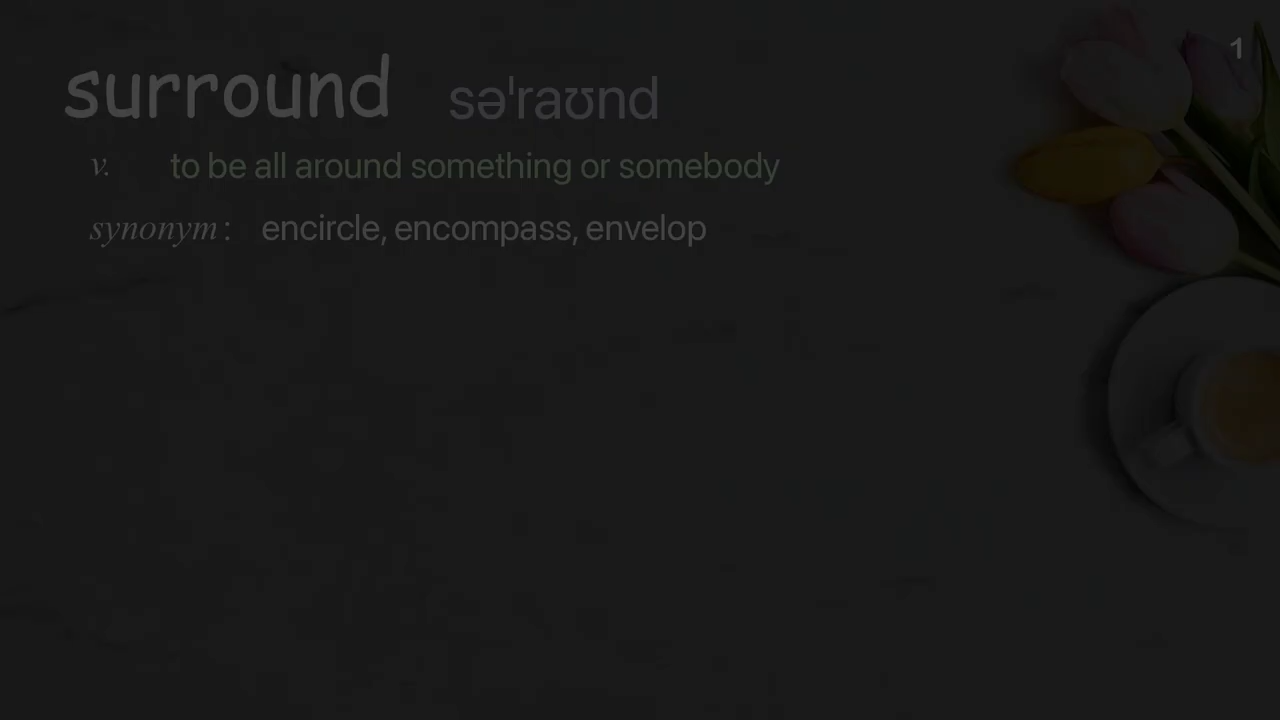 1
surround səˈraʊnd
v. to be all around something or somebody
synonym : encircle, encompass, envelop